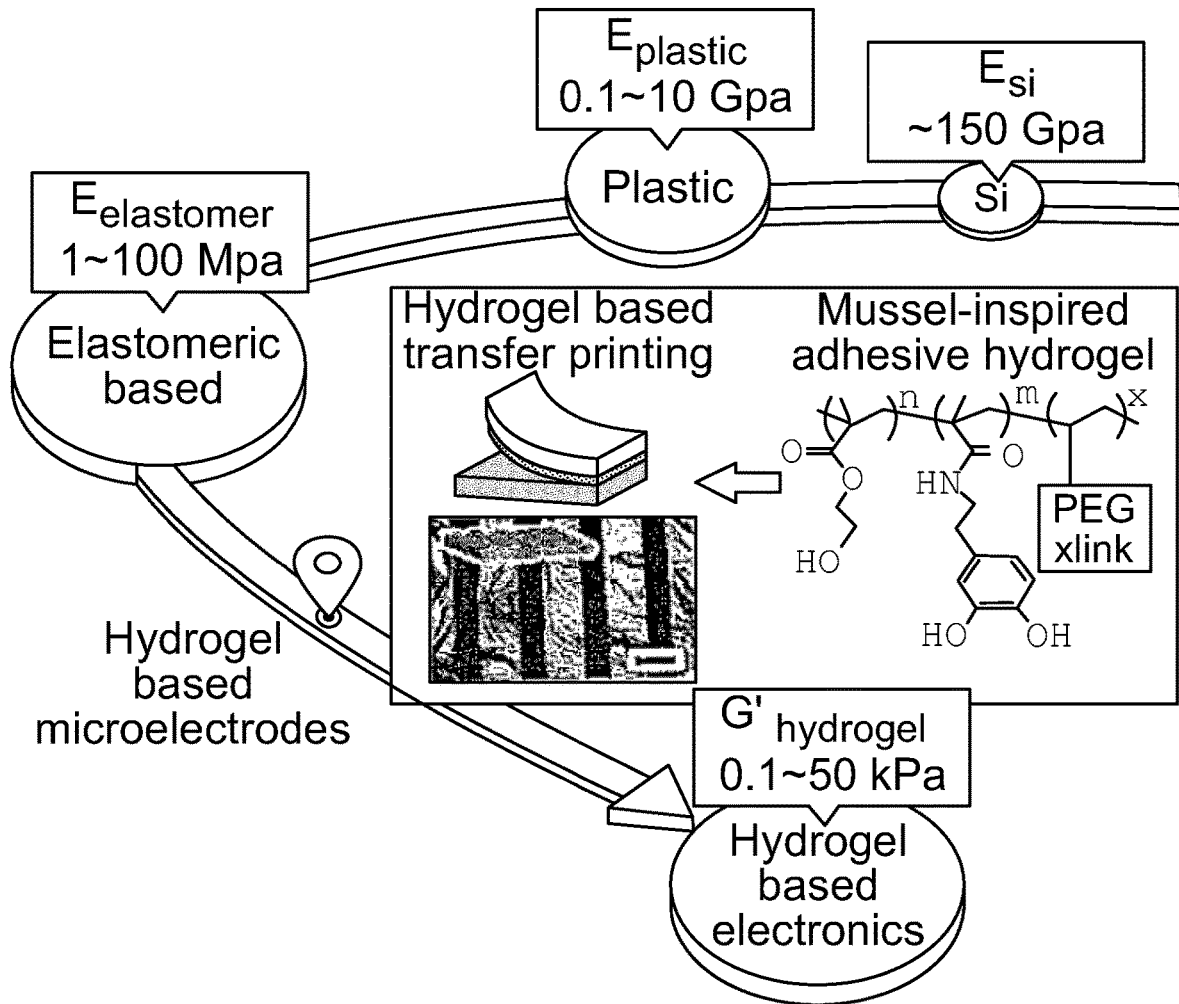 E plastic
0.1~10 Gpa
Plastic
E si
~150 Gpa
Si
E elastomer
1~100 Mpa
Elastomeric
based
Hydrogel based
transfer printing
Mussel-inspired
adhesive hydrogel
n
m
x
O
O
O
HN
HO
PEG
xlink
HO
OH
Hydrogel
based
microelectrodes
G' hydrogel
0.1~50 kPa
Hydrogel
based
electronics